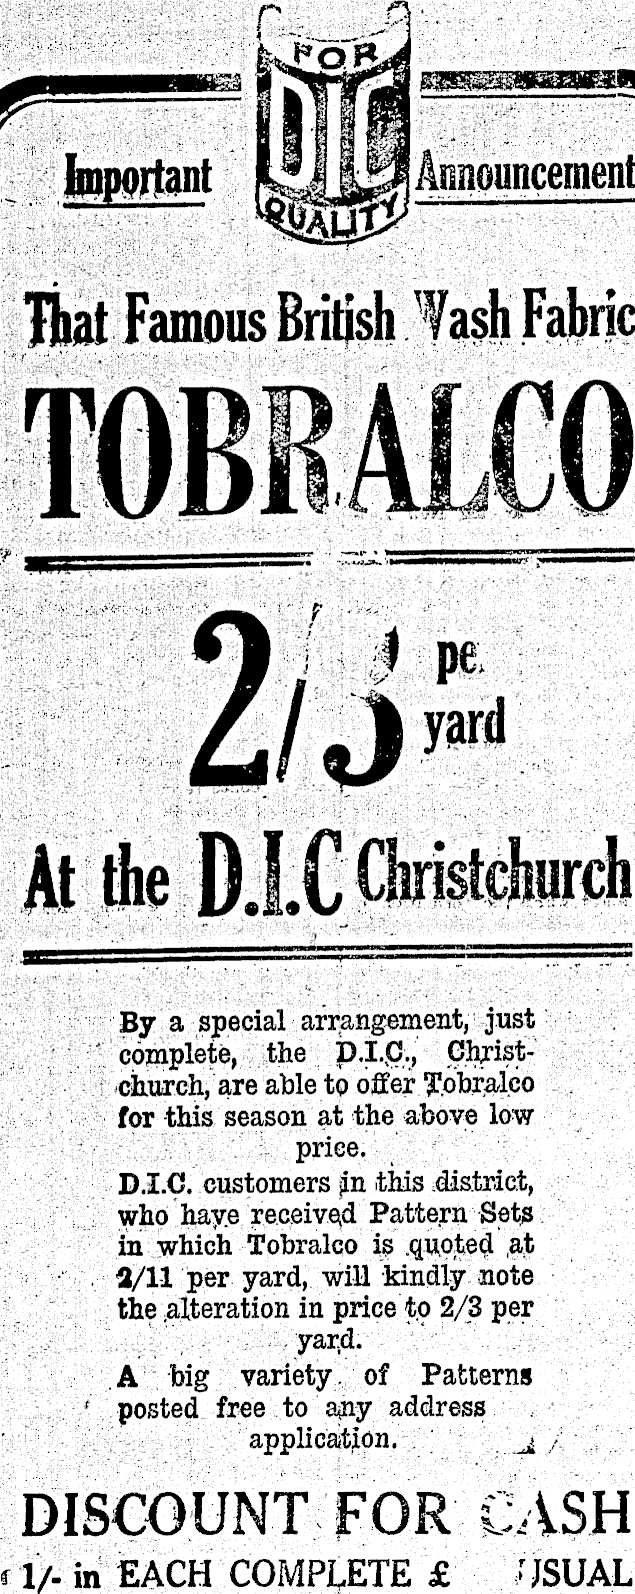 FOR
DIC
QUALITY
Important Announcement
That Famous British Wash Fabric
TOBRALCO
2/3 pe.
yard
At the D.I.C Christchurch
By a special arrangement, just
complete, the D.I.C., Christ-
church, are able to offer Tobralco
for this season at the above low
price.
D.I.C. customers in this district,
who have received Pattern Sets
in which Tobralco is quoted at
2/11 per yard, will kindly note
the alteration in price to 2/3 per
yard.
A big variety of Patterns
posted free to any address
application.
DISCOUNT FOR CASH
1/- in EACH COMPLETE £ USUAL